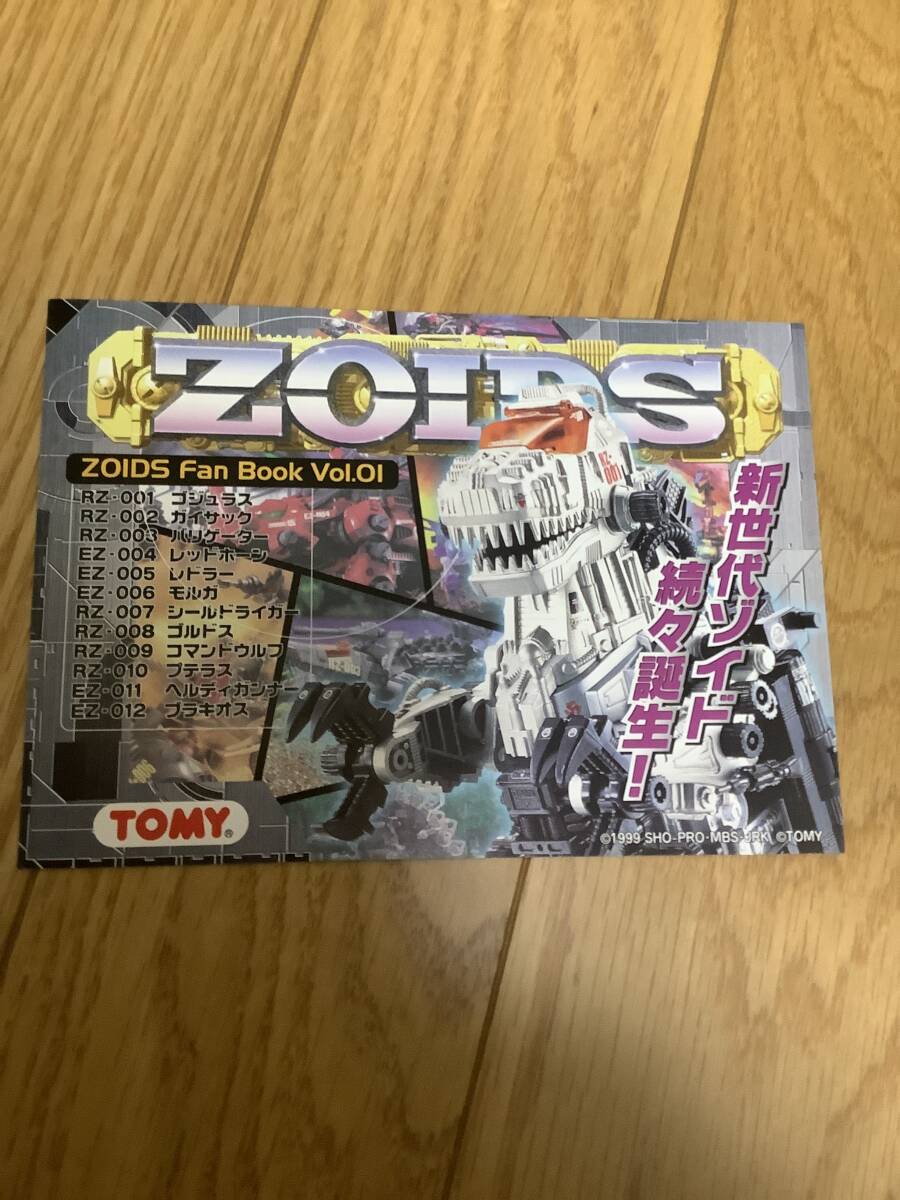 ZOIDS
ZOIDS Fan Book Vol.01
RZ-001 ゴジュラス
RZ-002 ガイサック
RZ-003 バリゲーター
EZ-004 レッドホーン
EZ-005 レドラー
EZ-006 モルガ
RZ-007 シールドライガー
RZ-008 ゴルドス
RZ-009 コマンドウルフ
RZ-010 プテラス
EZ-011 ヘルディガンナー
EZ-012 ブラキオス
RZ-001
新世代ゾイド
続々誕生!
EZ-004
TOMY®
©1999 SHO-PRO·MBS·JRK ©TOMY